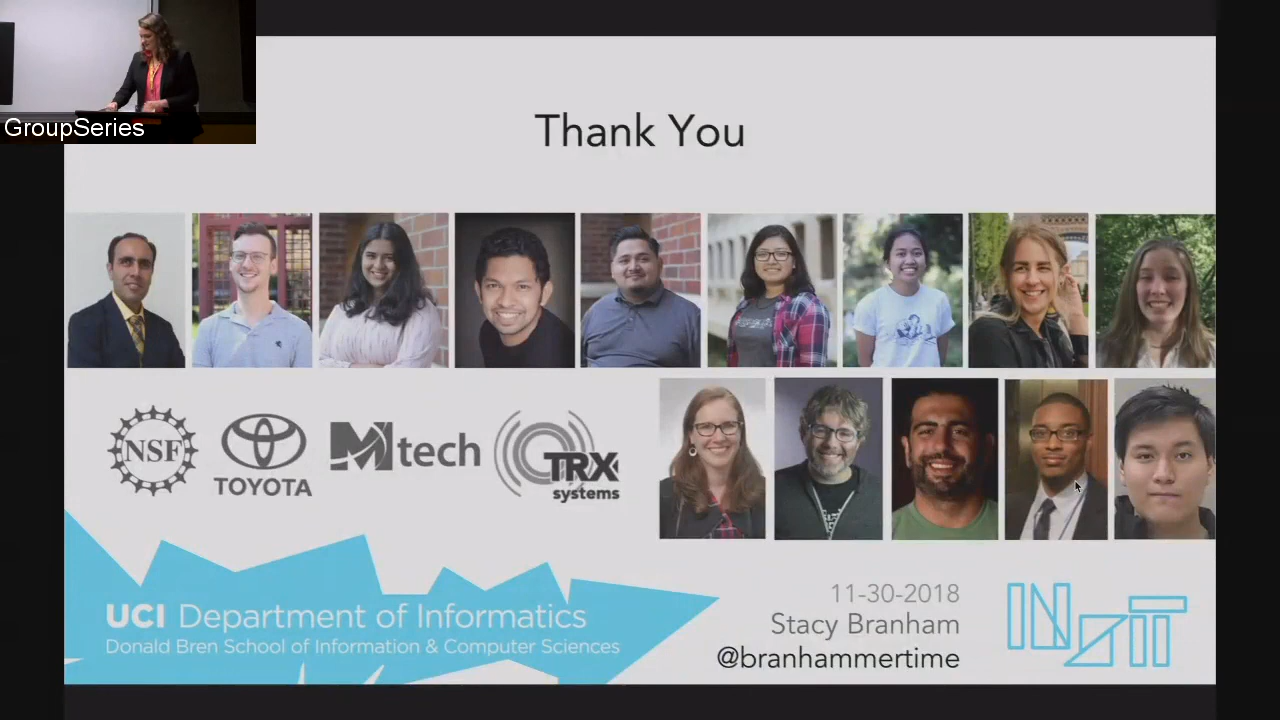 GroupSeries
Thank You
NSF
TOYOTA
Mtech
TRX
systems
UCI Department of Informatics
Donald Bren School of Information & Computer Sciences
11-30-2018
Stacy Branham
@branhammertime